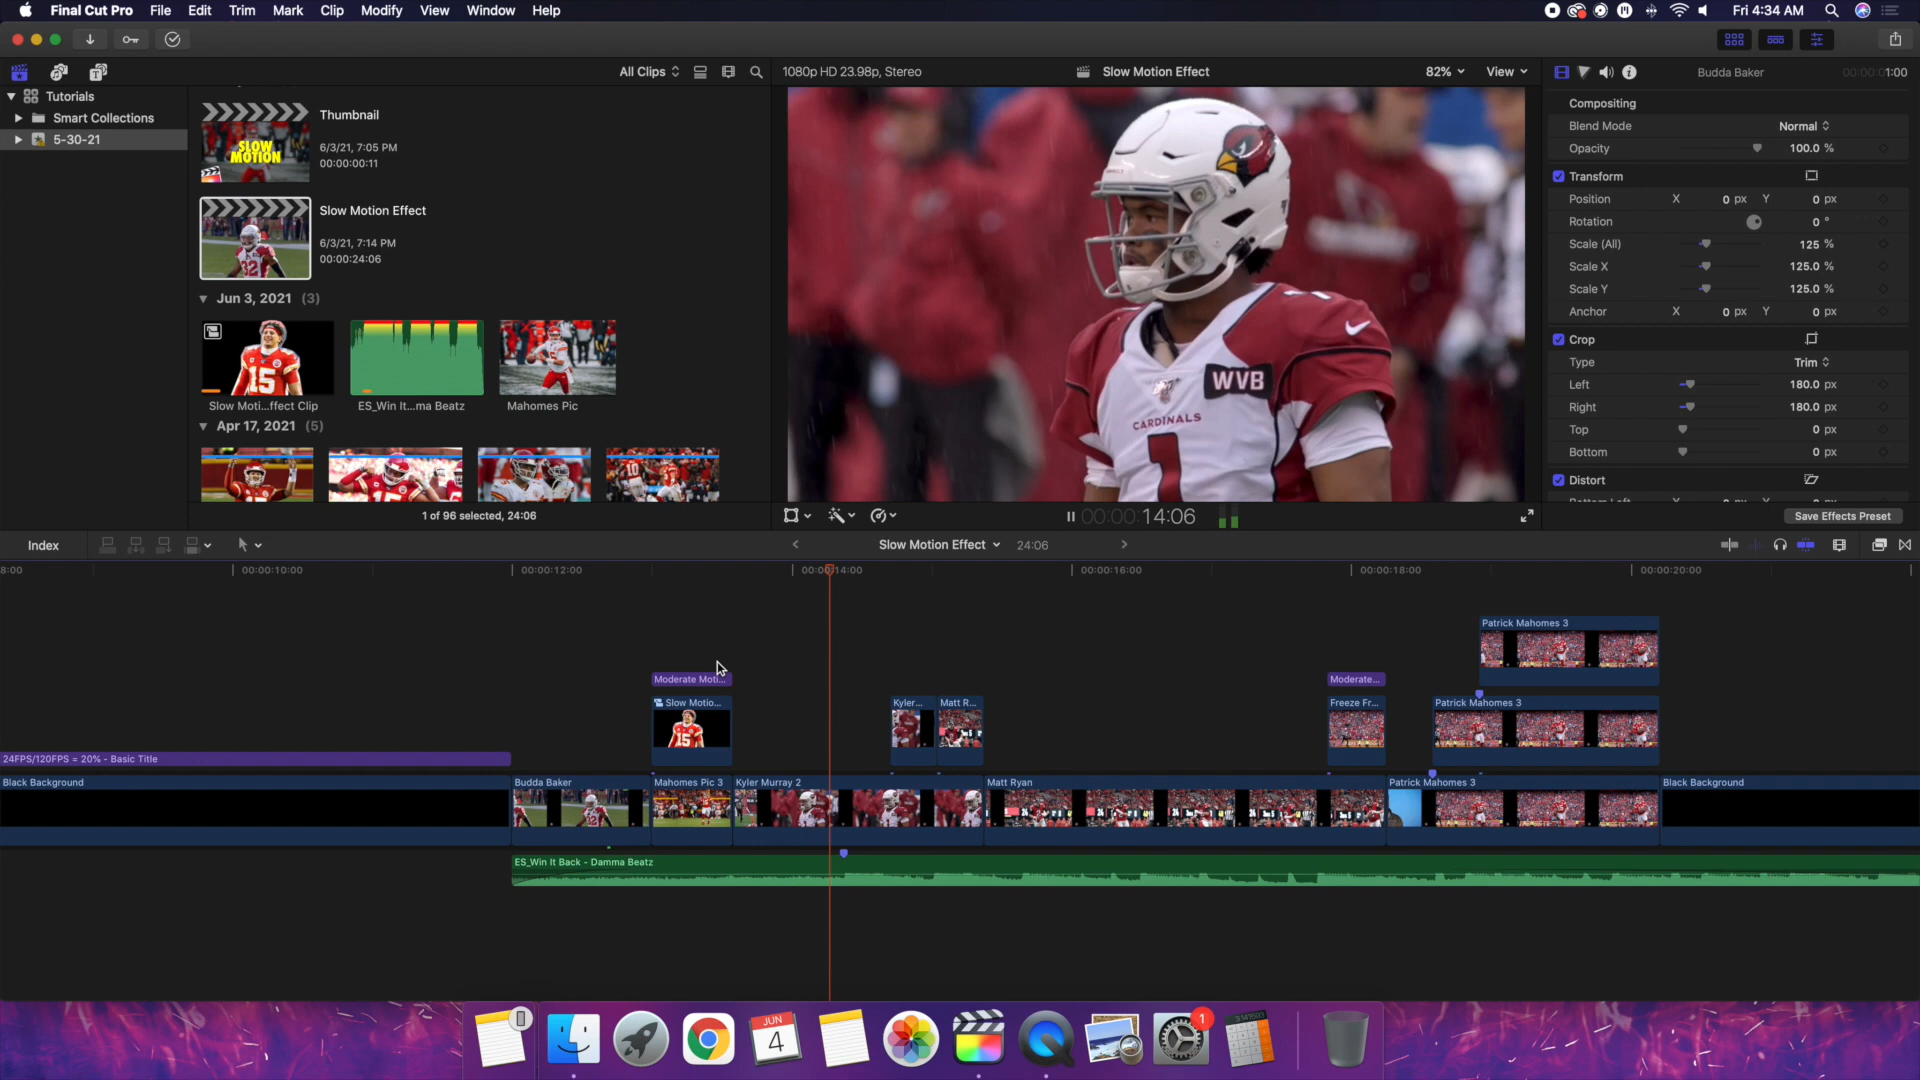 Final Cut Pro File Edit Trim Mark Clip Modify View Window Help
Fri 4:34 AM
All Clips
1080p HD 23.98p, Stereo
Slow Motion Effect
82%
View
Budda Baker
00:00:01:00
Tutorials
Smart Collections
5-30-21
Thumbnail
6/3/21, 7:05 PM
00:00:00:11
SLOW
MOTION
Slow Motion Effect
6/3/21, 7:14 PM
00:00:24:06
Jun 3, 2021 (3)
Slow Moti...ffect Clip
ES_Win It...ma Beatz
Mahomes Pic
Apr 17, 2021 (5)
1 of 96 selected, 24:06
WVB
CARDINALS
1
Compositing
Blend Mode Normal
Opacity 100.0 %
Transform
Position X 0 px Y 0 px
Rotation 0 °
Scale (All) 125 %
Scale X 125.0 %
Scale Y 125.0 %
Anchor X 0 px Y 0 px
Crop
Type Trim
Left 180.0 px
Right 180.0 px
Top 0 px
Bottom 0 px
Distort
Save Effects Preset
00:00:14:06
Index
Slow Motion Effect 24:06
8:00 00:00:10:00 00:00:12:00 00:00:14:00 00:00:16:00 00:00:18:00 00:00:20:00
Patrick Mahomes 3
Moderate Moti...
Moderate...
Slow Motio...
Kyler...
Matt R...
Freeze Fr...
Patrick Mahomes 3
24FPS/120FPS = 20% - Basic Title
Black Background
Budda Baker
Mahomes Pic 3
Kyler Murray 2
Matt Ryan
Patrick Mahomes 3
Black Background
ES_Win It Back - Damma Beatz
JUN
4
1
3.141593